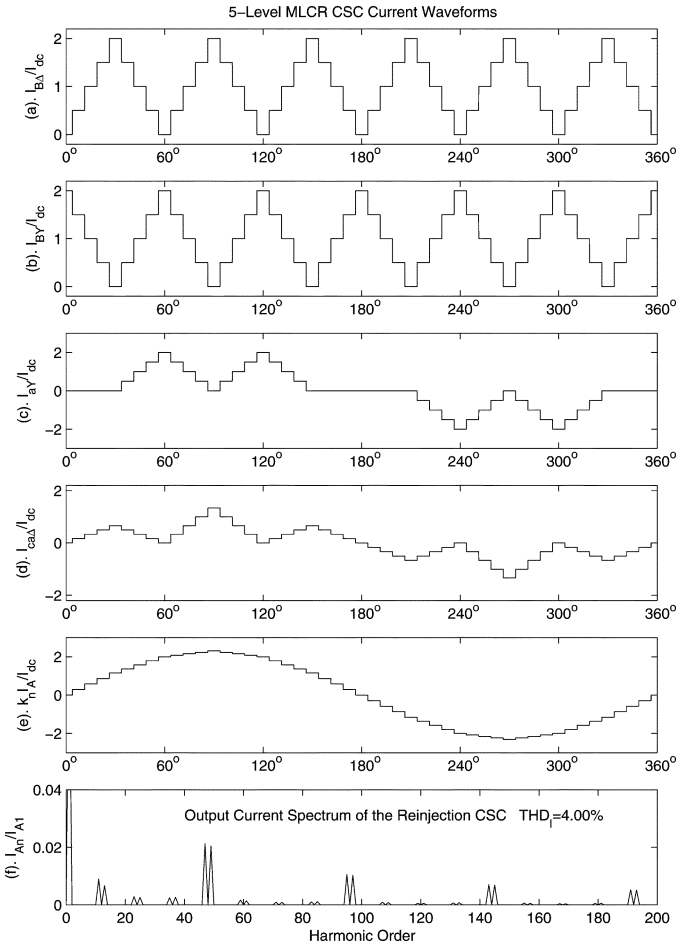 5−Level MLCR CSC Current Waveforms
(a). I_BΔ/I_dc
2
1
0
0° 60° 120° 180° 240° 300° 360°
(b). I_BY/I_dc
2
1
0
0° 60° 120° 180° 240° 300° 360°
(c). I_aY/I_dc
2
0
−2
0° 60° 120° 180° 240° 300° 360°
(d). I_caΔ/I_dc
2
0
−2
0° 60° 120° 180° 240° 300° 360°
(e). k_n I_A/I_dc
2
0
−2
0° 60° 120° 180° 240° 300° 360°
(f). I_An/I_A1
0.04
Output Current Spectrum of the Reinjection CSC THD_I=4.00%
0.02
0
0 20 40 60 80 100 120 140 160 180 200
Harmonic Order